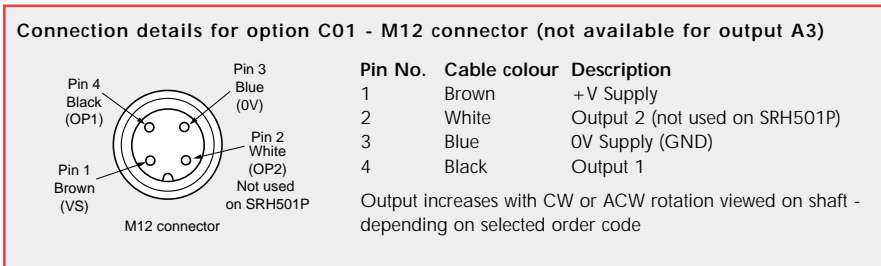 Connection details for option C01 - M12 connector (not available for output A3)
Pin 4
Black
(OP1)
Pin 3
Blue
(0V)
Pin 1
Brown
(VS)
Pin 2
White
(OP2)
Not used
on SRH501P
M12 connector
Pin No. Cable colour Description
1 Brown +V Supply
2 White Output 2 (not used on SRH501P)
3 Blue 0V Supply (GND)
4 Black Output 1
Output increases with CW or ACW rotation viewed on shaft -
depending on selected order code